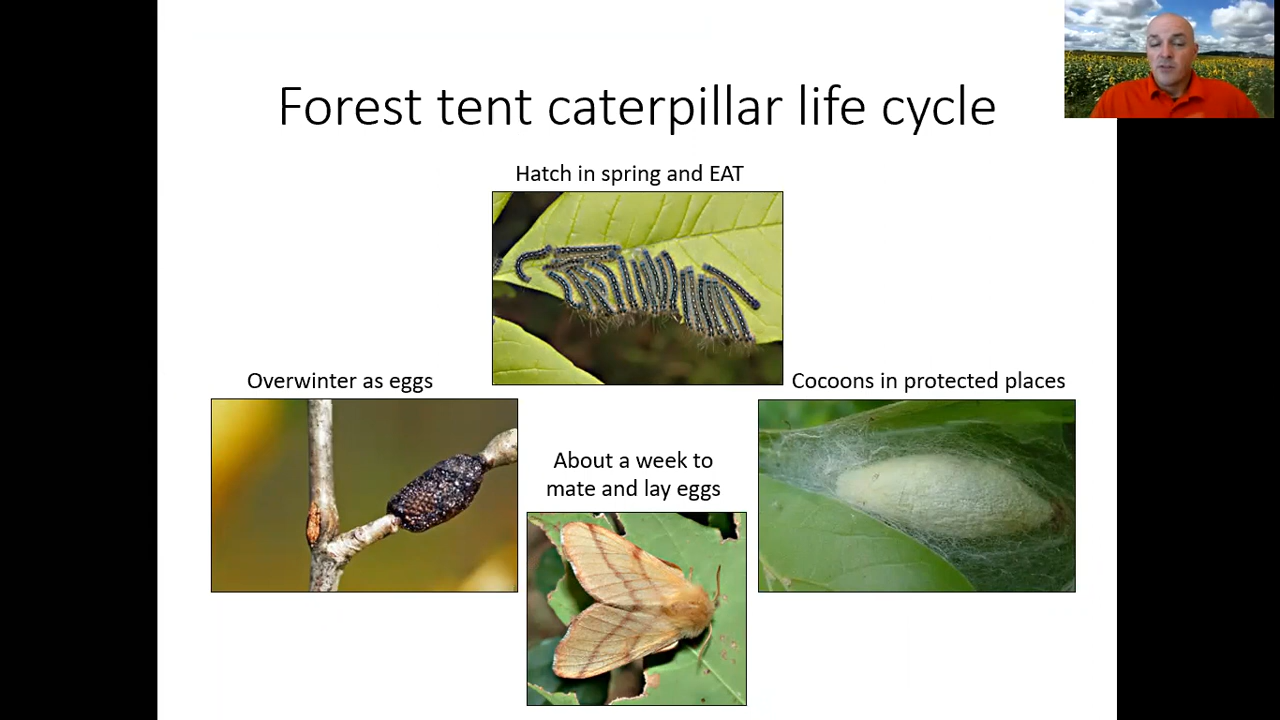 Forest tent caterpillar life cycle
Hatch in spring and EAT
Overwinter as eggs
Cocoons in protected places
About a week to
mate and lay eggs